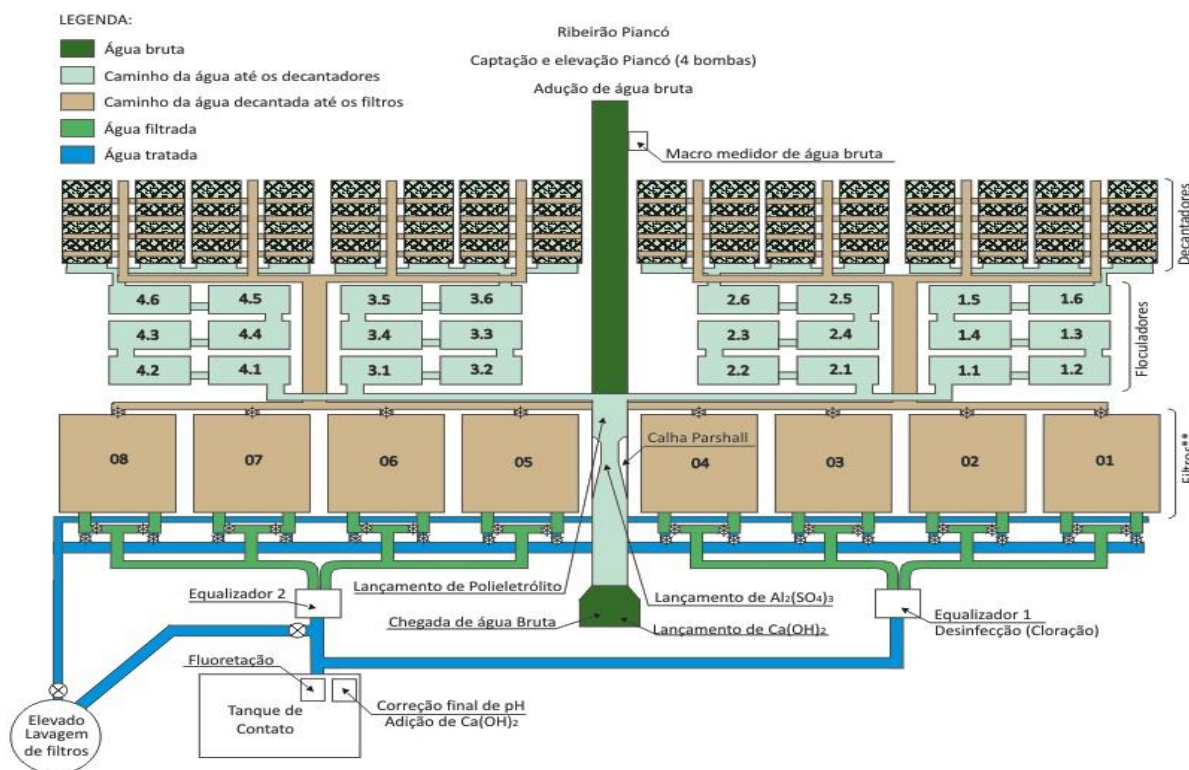 LEGENDA:
Água bruta
Caminho da água até os decantadores
Caminho da água decantada até os filtros
Água filtrada
Água tratada
Ribeirão Piancó
Captação e elevação Piancó (4 bombas)
Adução de água bruta
Macro medidor de água bruta
Decantadores
4.6 4.5 3.5 3.6 2.6 2.5 1.5 1.6
4.3 4.4 3.4 3.3 2.3 2.4 1.4 1.3
4.2 4.1 3.1 3.2 2.2 2.1 1.1 1.2
Floculadores
Calha Parshall
08 07 06 05 04 03 02 01
Filtros**
Lançamento de Polieletrólito
Lançamento de Al₂(SO₄)₃
Equalizador 2
Chegada de água Bruta
Lançamento de Ca(OH)₂
Equalizador 1
Desinfecção (Cloração)
Fluoretação
Tanque de
Contato
Correção final de pH
Adição de Ca(OH)₂
Elevado
Lavagem
de filtros